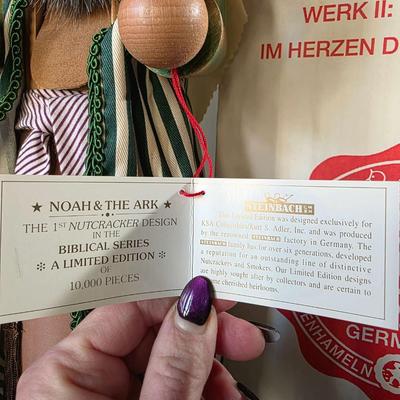 WERK II:
IM HERZEN D
★ NOAH & THE ARK ★
THE 1ST NUTCRACKER DESIGN
IN THE
BIBLICAL SERIES
A LIMITED EDITION
OF
10,000 PIECES
STEINBACH
This Limited Edition was designed exclusively for
KSA Collectibles/Kurt S. Adler, Inc. and was produced
by the renowned STEINBACH factory in Germany. The
STEINBACH family has for over six generations, developed
a reputation for an outstanding line of distinctive
Nutcrackers and Smokers. Our Limited Edition designs
are highly sought after by collectors and are certain to
cherished heirlooms.
GERM
ENHAMELN